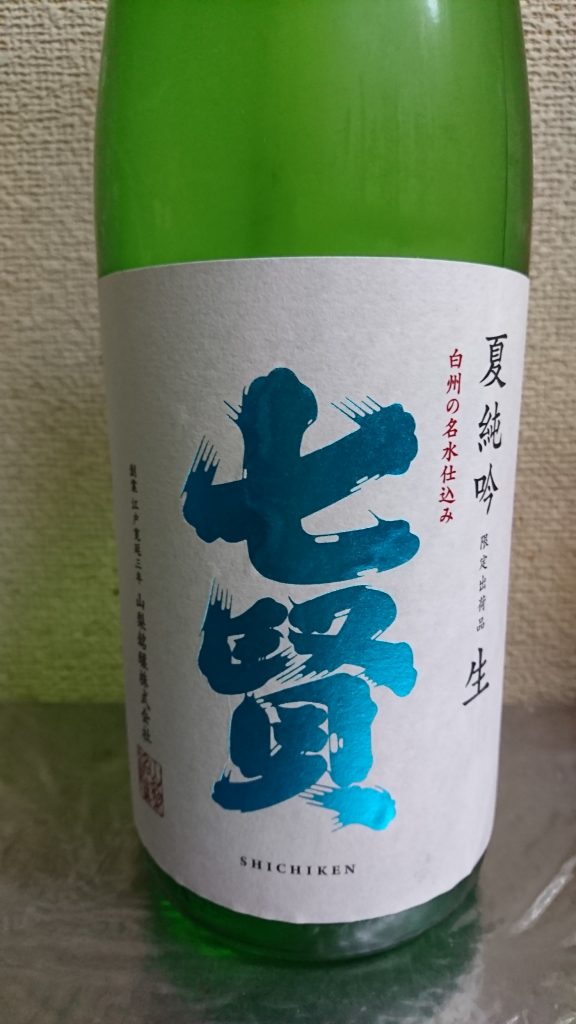 夏純吟 限定出荷品 生
白州の名水仕込み
七賢
創業 江戸寛延三年 山梨銘醸株式会社
SHICHIKEN